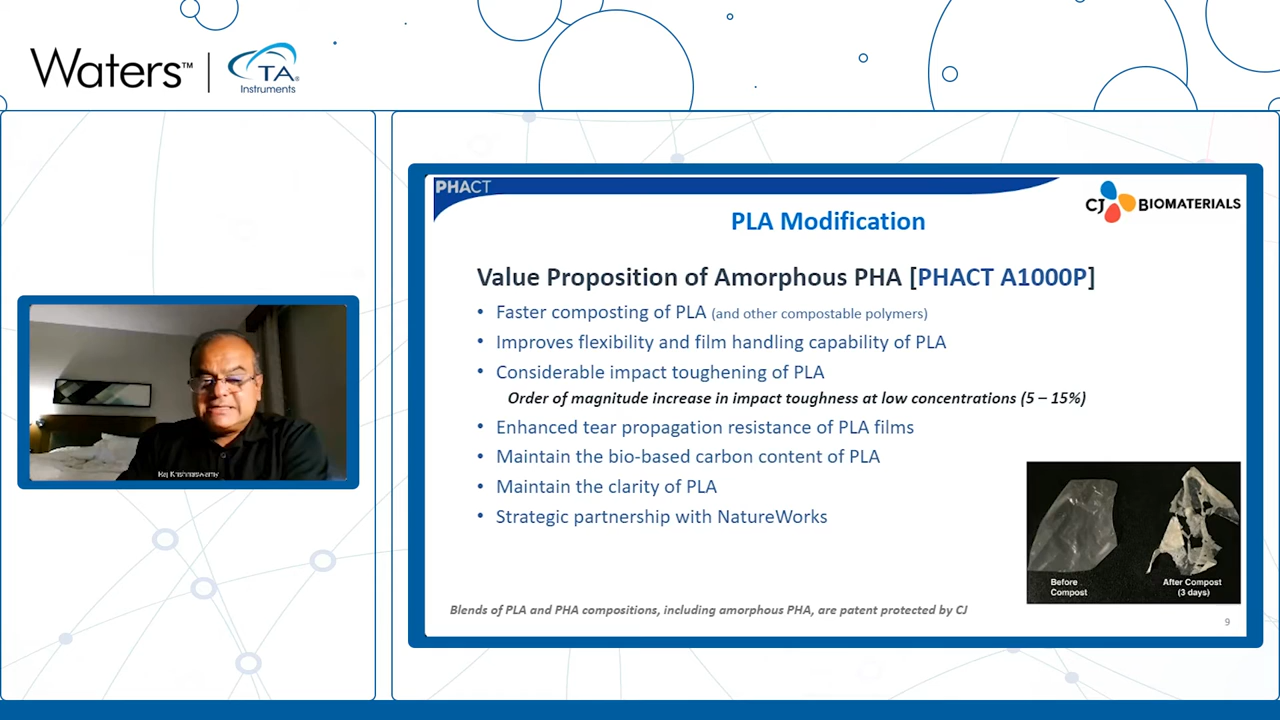 Waters™ | TA®
Instruments
PHACT
CJ BIOMATERIALS
PLA Modification
Value Proposition of Amorphous PHA [PHACT A1000P]
• Faster composting of PLA (and other compostable polymers)
• Improves flexibility and film handling capability of PLA
• Considerable impact toughening of PLA
Order of magnitude increase in impact toughness at low concentrations (5 – 15%)
• Enhanced tear propagation resistance of PLA films
• Maintain the bio-based carbon content of PLA
• Maintain the clarity of PLA
• Strategic partnership with NatureWorks
Before
Compost
After Compost
(3 days)
Blends of PLA and PHA compositions, including amorphous PHA, are patent protected by CJ
9
Raj Krishnaswamy